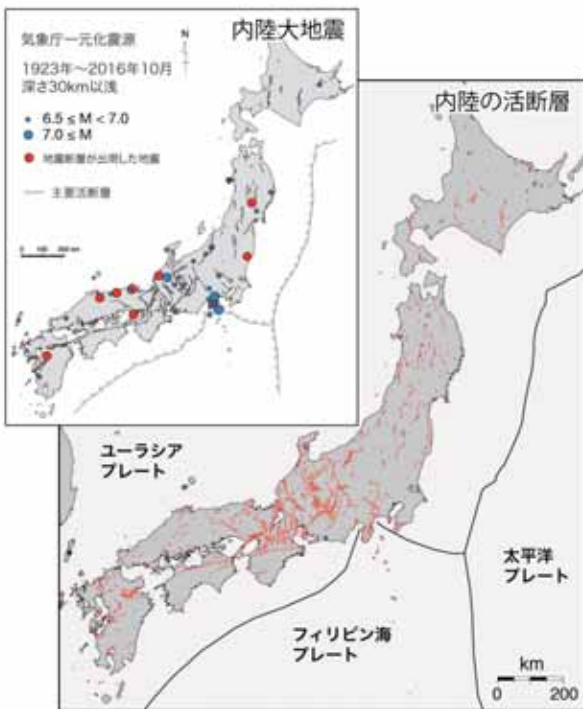 内陸大地震
気象庁一元化震源
1923年～2016年10月
深さ30km以浅
6.5 ≤ M < 7.0
7.0 ≤ M
地震断層が出現した地震
主要活断層
N
0 100 200 km
内陸の活断層
ユーラシア
プレート
太平洋
プレート
フィリピン海
プレート
km
0 200